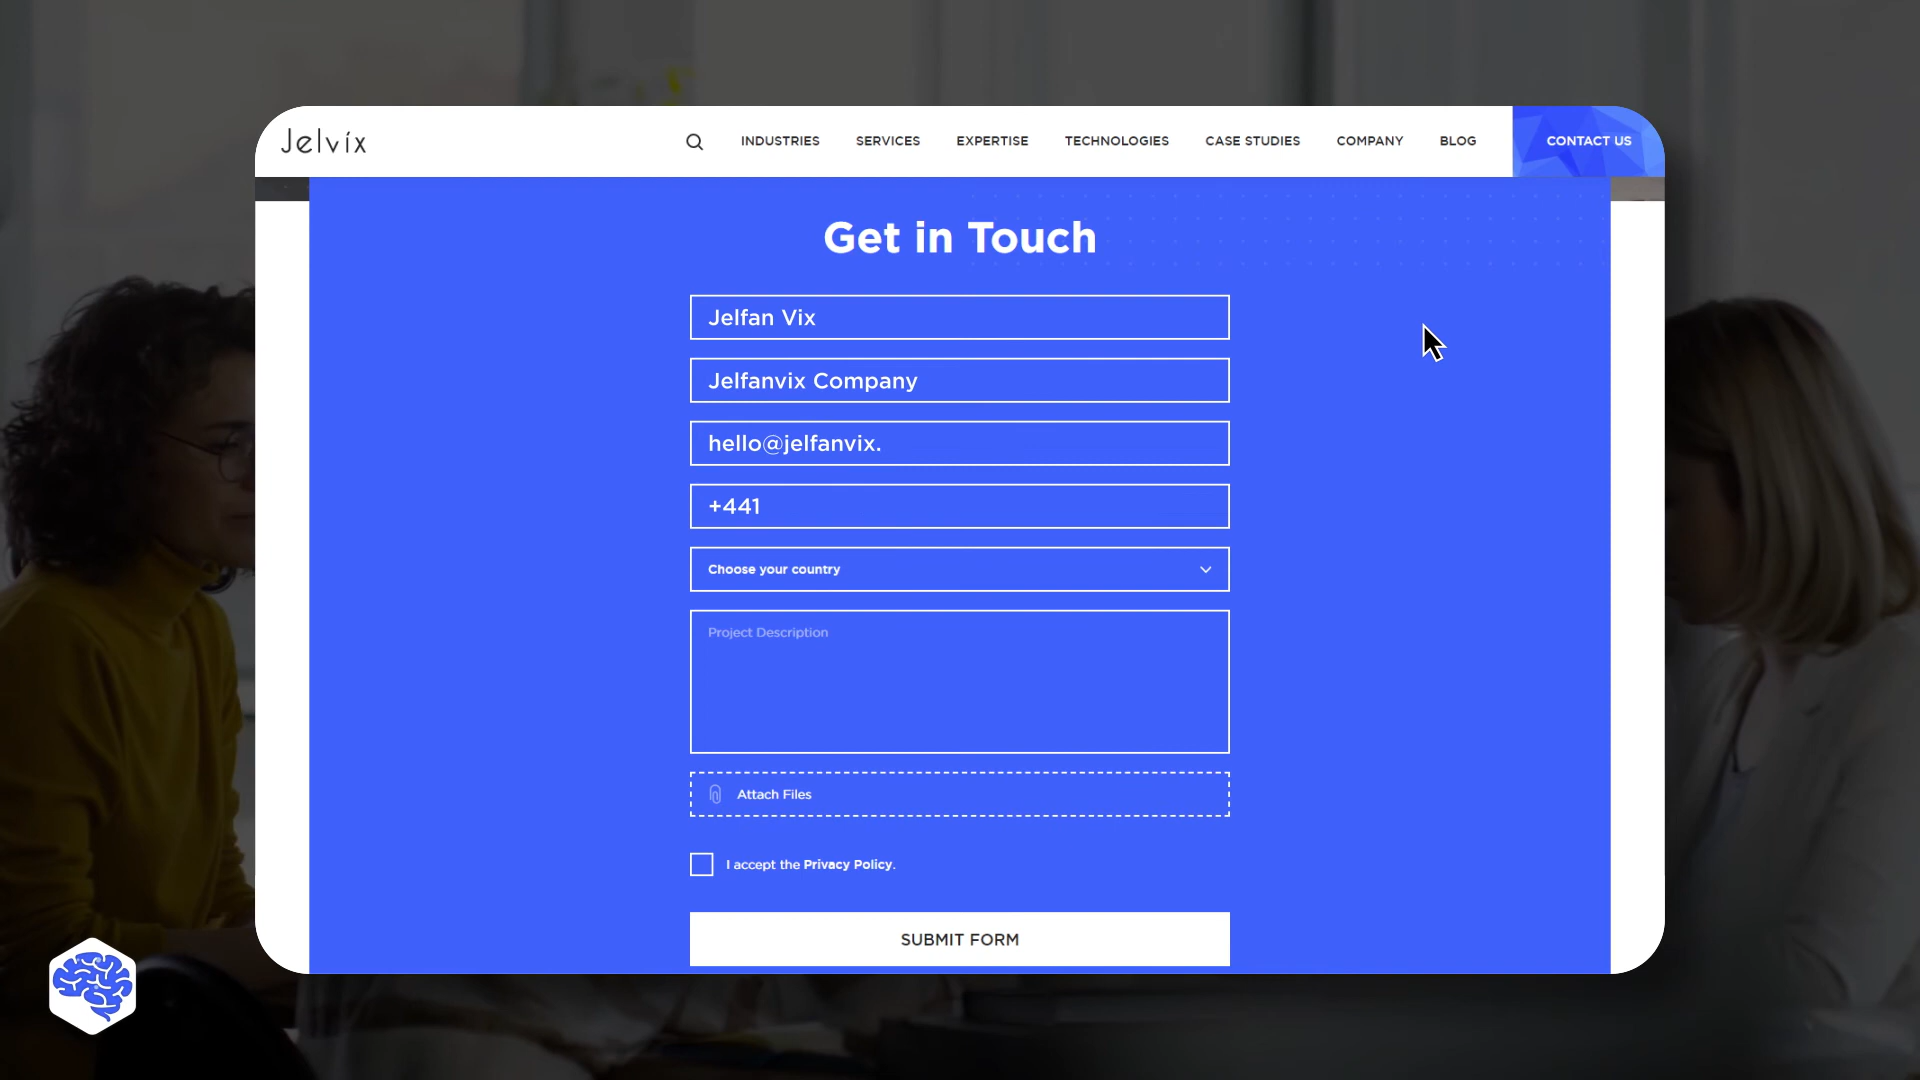 Jelvix
INDUSTRIES SERVICES EXPERTISE TECHNOLOGIES CASE STUDIES COMPANY BLOG CONTACT US
Get in Touch
Jelfan Vix
Jelfanvix Company
hello@jelfanvix.
+441
Choose your country
Project Description
Attach Files
I accept the Privacy Policy.
SUBMIT FORM